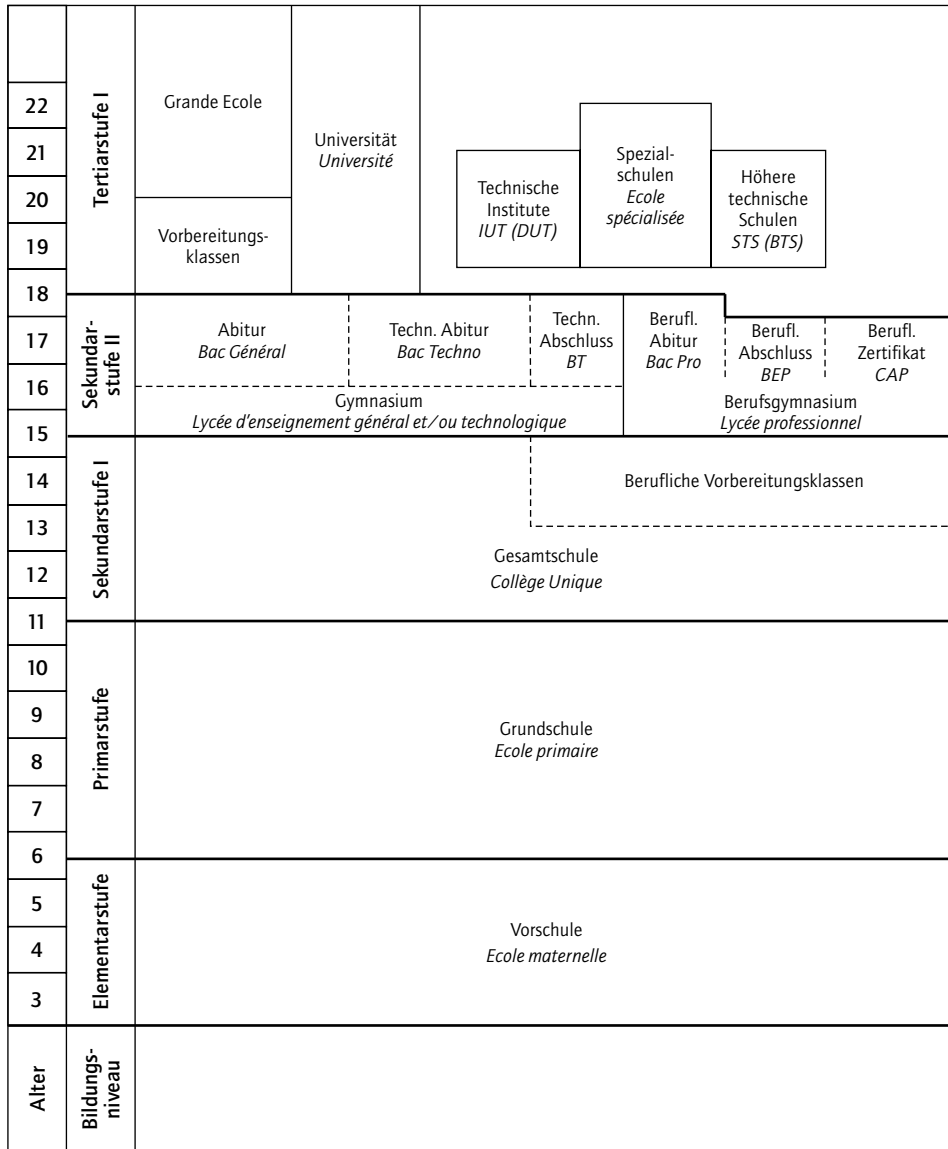 22
21
20
19
18
17
16
15
14
13
12
11
10
9
8
7
6
5
4
3
Alter
Tertiarstufe I
Sekundar-
stufe II
Sekundarstufe I
Primarstufe
Elementarstufe
Bildungs-
niveau
Grande Ecole
Vorbereitungs-
klassen
Universität
Université
Technische
Institute
IUT (DUT)
Spezial-
schulen
Ecole
spécialisée
Höhere
technische
Schulen
STS (BTS)
Abitur
Bac Général
Techn. Abitur
Bac Techno
Techn.
Abschluss
BT
Berufl.
Abitur
Bac Pro
Berufl.
Abschluss
BEP
Berufl.
Zertifikat
CAP
Gymnasium
Lycée d'enseignement général et/ou technologique
Berufsgymnasium
Lycée professionnel
Berufliche Vorbereitungsklassen
Gesamtschule
Collège Unique
Grundschule
Ecole primaire
Vorschule
Ecole maternelle